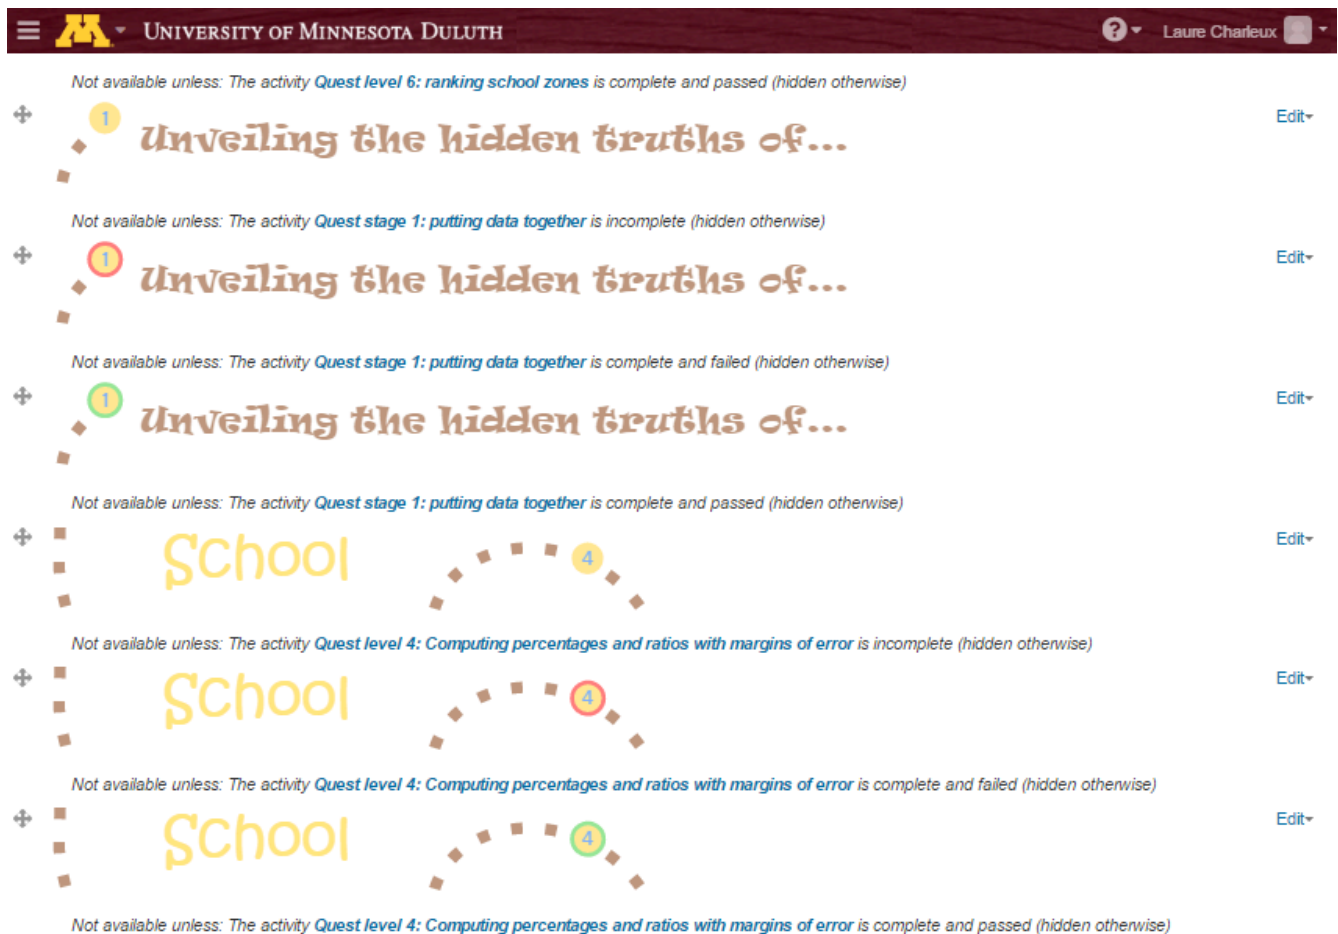 M UNIVERSITY OF MINNESOTA DULUTH ? Laure Charleux
Not available unless: The activity Quest level 6: ranking school zones is complete and passed (hidden otherwise)
1 Unveiling the hidden truths of... Edit
Not available unless: The activity Quest stage 1: putting data together is incomplete (hidden otherwise)
1 Unveiling the hidden truths of... Edit
Not available unless: The activity Quest stage 1: putting data together is complete and failed (hidden otherwise)
1 Unveiling the hidden truths of... Edit
Not available unless: The activity Quest stage 1: putting data together is complete and passed (hidden otherwise)
School 4 Edit
Not available unless: The activity Quest level 4: Computing percentages and ratios with margins of error is incomplete (hidden otherwise)
School 4 Edit
Not available unless: The activity Quest level 4: Computing percentages and ratios with margins of error is complete and failed (hidden otherwise)
School 4 Edit
Not available unless: The activity Quest level 4: Computing percentages and ratios with margins of error is complete and passed (hidden otherwise)